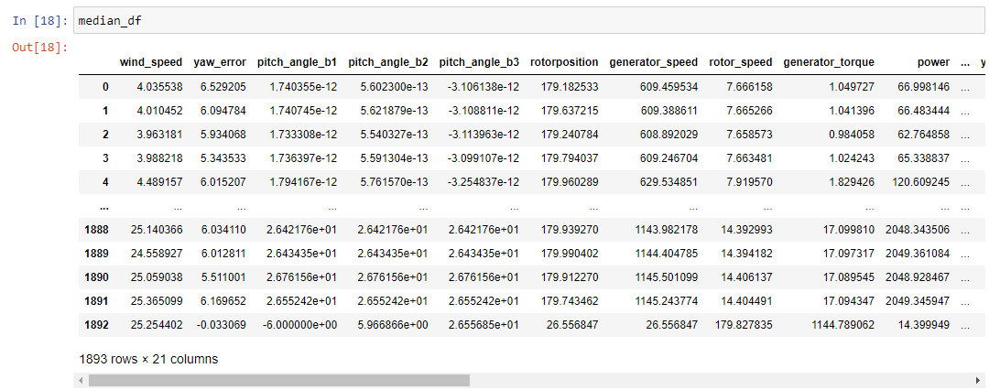 In [18]: median_df
Out[18]:
wind_speed yaw_error pitch_angle_b1 pitch_angle_b2 pitch_angle_b3 rotorposition generator_speed rotor_speed generator_torque power ... y
0 4.035538 6.529205 1.740355e-12 5.602300e-13 -3.106138e-12 179.182533 609.459534 7.666158 1.049727 66.998146 ...
1 4.010452 6.094784 1.740745e-12 5.621879e-13 -3.108811e-12 179.637215 609.388611 7.665266 1.041396 66.483444 ...
2 3.963181 5.934068 1.733308e-12 5.540327e-13 -3.113963e-12 179.240784 608.892029 7.658573 0.984058 62.764858 ...
3 3.988218 5.343533 1.736397e-12 5.591304e-13 -3.099107e-12 179.794037 609.246704 7.663481 1.024243 65.338837 ...
4 4.489157 6.015207 1.794167e-12 5.761570e-13 -3.254837e-12 179.960289 629.534851 7.919570 1.829426 120.609245 ...
... ... ... ... ... ... ... ... ... ... ... ...
1888 25.140366 6.034110 2.642176e+01 2.642176e+01 2.642176e+01 179.939270 1143.982178 14.392993 17.099810 2048.343506 ...
1889 24.558927 6.012811 2.643435e+01 2.643435e+01 2.643435e+01 179.990402 1144.404785 14.394182 17.097317 2049.361084 ...
1890 25.059038 5.511001 2.676156e+01 2.676156e+01 2.676156e+01 179.912270 1145.501099 14.406137 17.089545 2048.928467 ...
1891 25.365099 6.169652 2.655242e+01 2.655242e+01 2.655242e+01 179.743462 1145.243774 14.404491 17.094347 2049.345947 ...
1892 25.254402 -0.033069 -6.000000e+00 5.966866e+00 2.655685e+01 26.556847 26.556847 179.827835 1144.789062 14.399949 ...
1893 rows × 21 columns